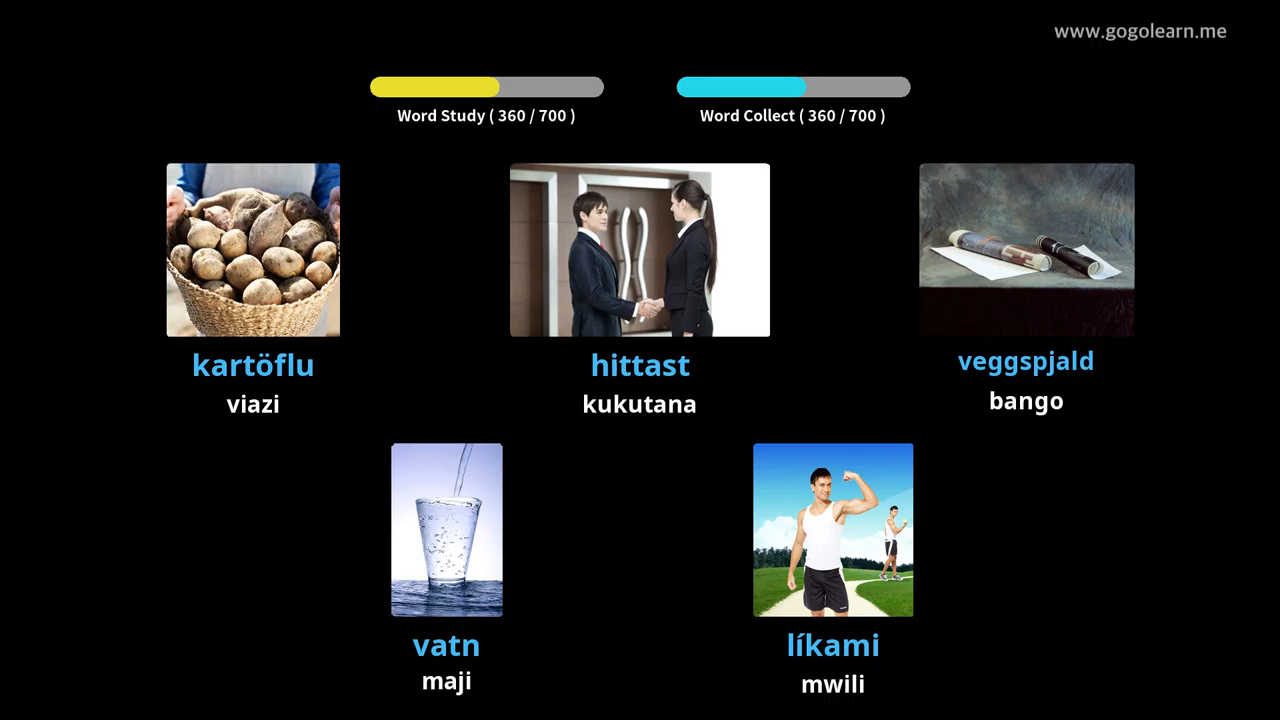 www.gogolearn.me
Word Study ( 360 / 700 )
Word Collect ( 360 / 700 )
kartöflu
viazi
hittast
kukutana
veggspjald
bango
vatn
maji
líkami
mwili